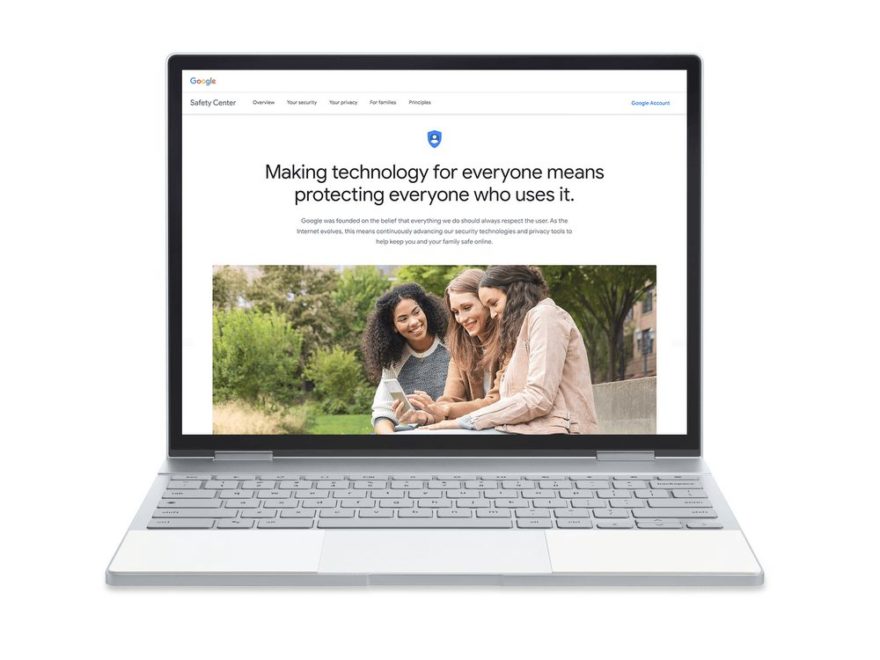 Google
Safety Center Overview Your security Your privacy For families Principles Google Account
Making technology for everyone means
protecting everyone who uses it.
Google was founded on the belief that everything we do should always respect the user. As the
Internet evolves, this means continuously advancing our security technologies and privacy tools to
help keep you and your family safe online.
backspace